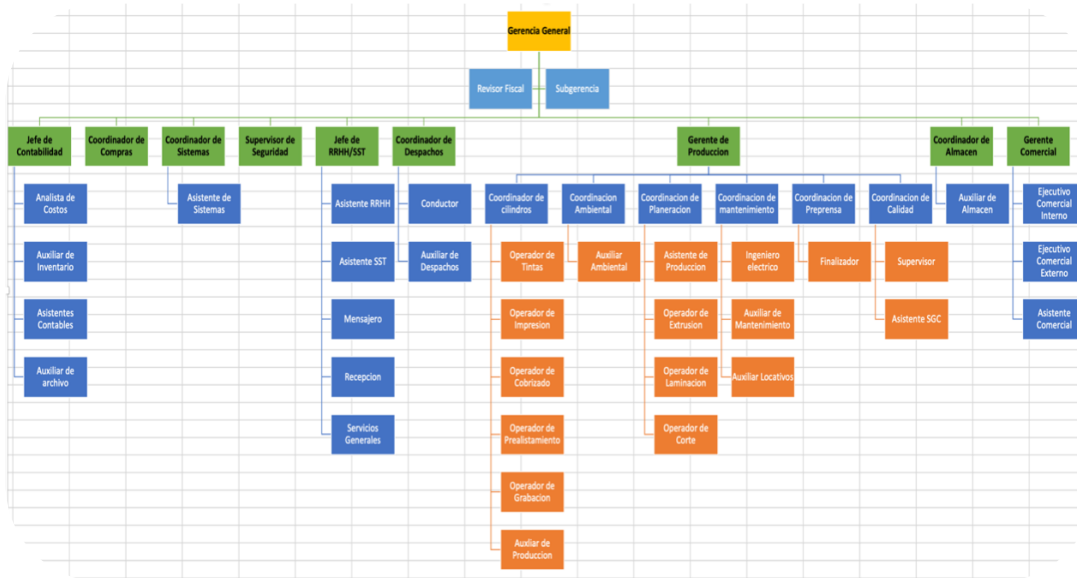 Gerencia General
Revisor Fiscal
Subgerencia
Jefe de
Contabilidad
Coordinador de
Compras
Coordinador de
Sistemas
Supervisor de
Seguridad
Jefe de
RRHH/SST
Coordinador de
Despachos
Gerente de
Produccion
Coordinador de
Almacen
Gerente
Comercial
Analista de
Costos
Auxiliar de
Inventario
Asistentes
Contables
Auxiliar de
archivo
Asistente de
Sistemas
Asistente RRHH
Asistente SST
Mensajero
Recepcion
Servicios
Generales
Conductor
Auxiliar de
Despachos
Coordinador de
cilindros
Operador de
Tintas
Operador de
Impresion
Operador de
Cobrizado
Operador de
Prealistamiento
Operador de
Grabacion
Auxliar de
Produccion
Coordinacion
Ambiental
Auxiliar
Ambiental
Coordinacion de
Planeracion
Asistente de
Produccion
Operador de
Extrusion
Operador de
Laminacion
Operador de
Corte
Coordinacion de
mantenimiento
Ingeniero
electrico
Auxiliar de
Mantenimiento
Auxiliar Locativos
Coordinacion de
Preprensa
Finalizador
Coordinacion de
Calidad
Supervisor
Asistente SGC
Auxiliar de
Almacen
Ejecutivo
Comercial
Interno
Ejecutivo
Comercial
Externo
Asistente
Comercial